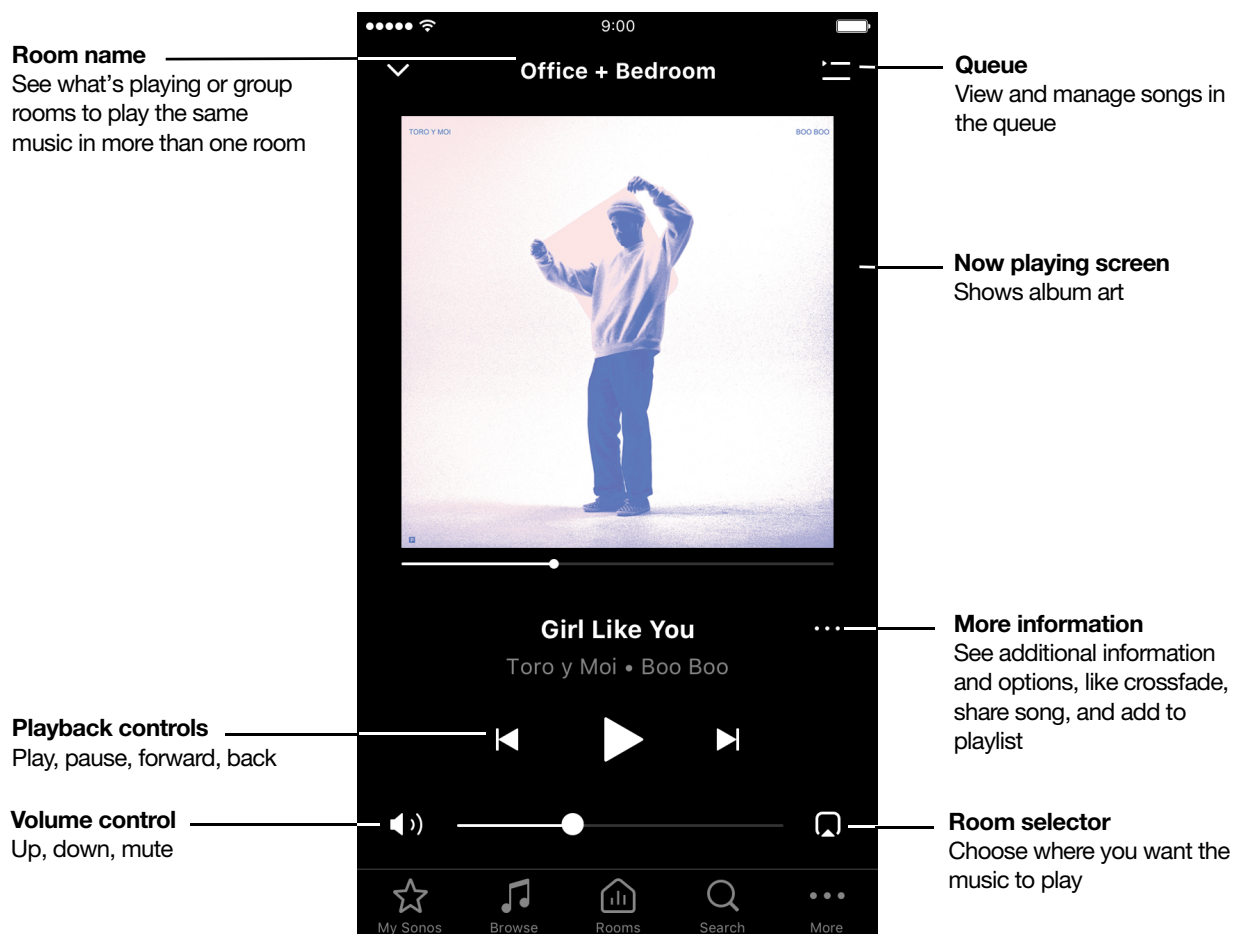 9:00
Room name
See what's playing or group
rooms to play the same
music in more than one room
Office + Bedroom
Queue
View and manage songs in
the queue
TORO Y MOI
BOO BOO
Now playing screen
Shows album art
Girl Like You
Toro y Moi • Boo Boo
More information
See additional information
and options, like crossfade,
share song, and add to
playlist
Playback controls
Play, pause, forward, back
Volume control
Up, down, mute
Room selector
Choose where you want the
music to play
My Sonos
Browse
Rooms
Search
More